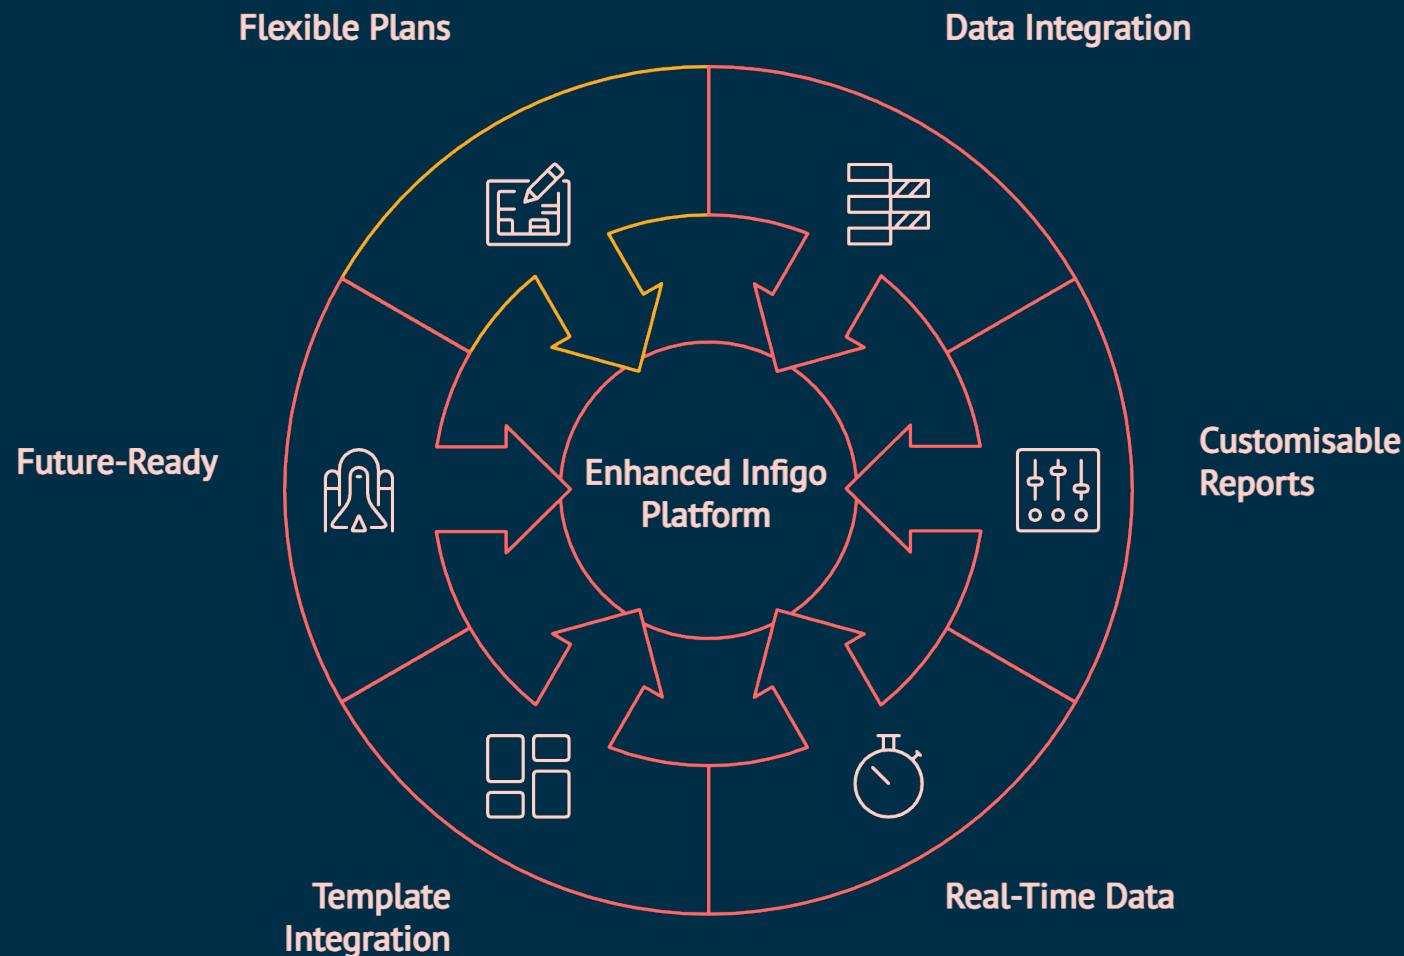 Flexible Plans
Data Integration
Customisable
Reports
Future-Ready
Enhanced Infigo
Platform
Template
Integration
Real-Time Data